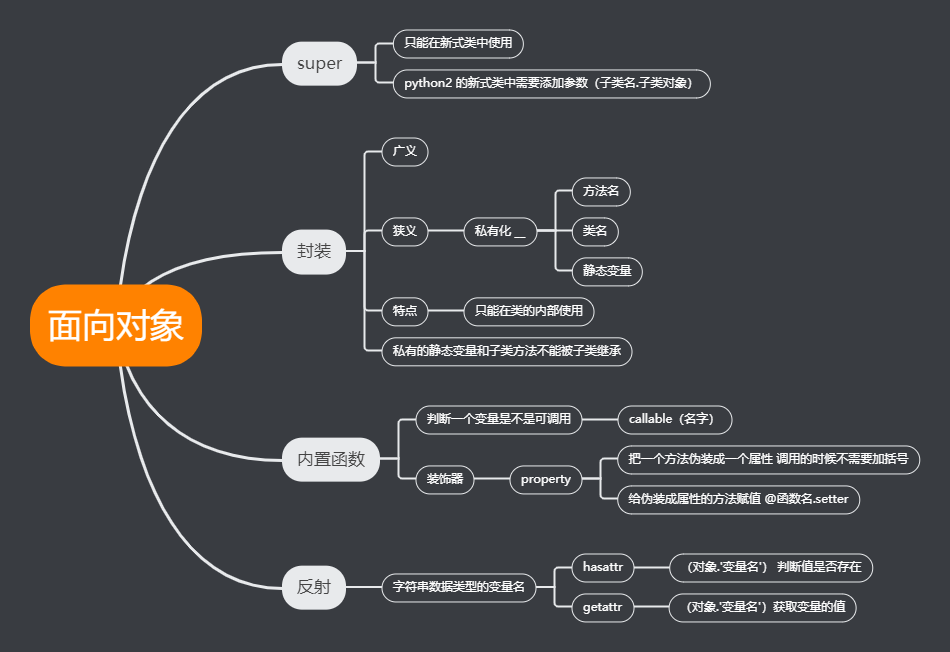 面向对象
super
只能在新式类中使用
python2 的新式类中需要添加参数（子类名.子类对象）
封装
广义
狭义
私有化 __
方法名
类名
静态变量
特点
只能在类的内部使用
私有的静态变量和子类方法不能被子类继承
内置函数
判断一个变量是不是可调用
callable（名字）
装饰器
property
把一个方法伪装成一个属性 调用的时候不需要加括号
给伪装成属性的方法赋值 @函数名.setter
反射
字符串数据类型的变量名
hasattr
（对象.'变量名'） 判断值是否存在
getattr
（对象.'变量名'）获取变量的值